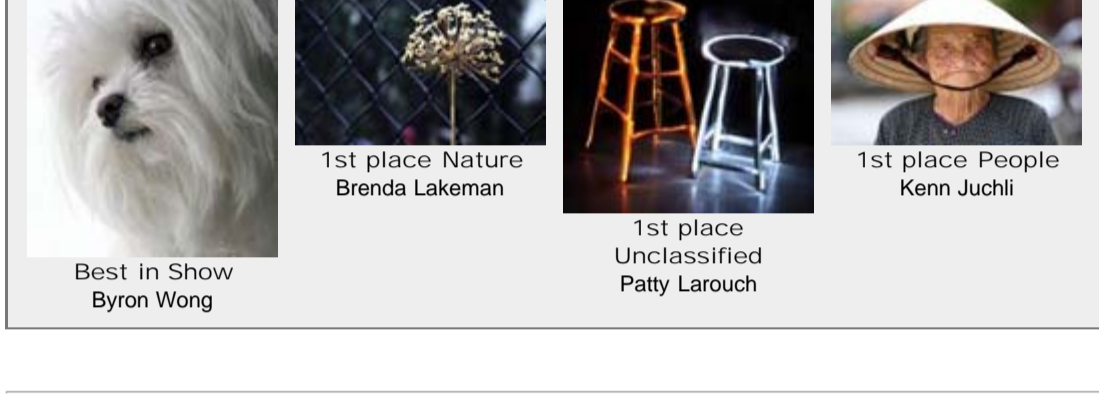 1st place Nature
Brenda Lakeman
1st place People
Kenn Juchli
1st place
Unclassified
Patty Larouch
Best in Show
Byron Wong